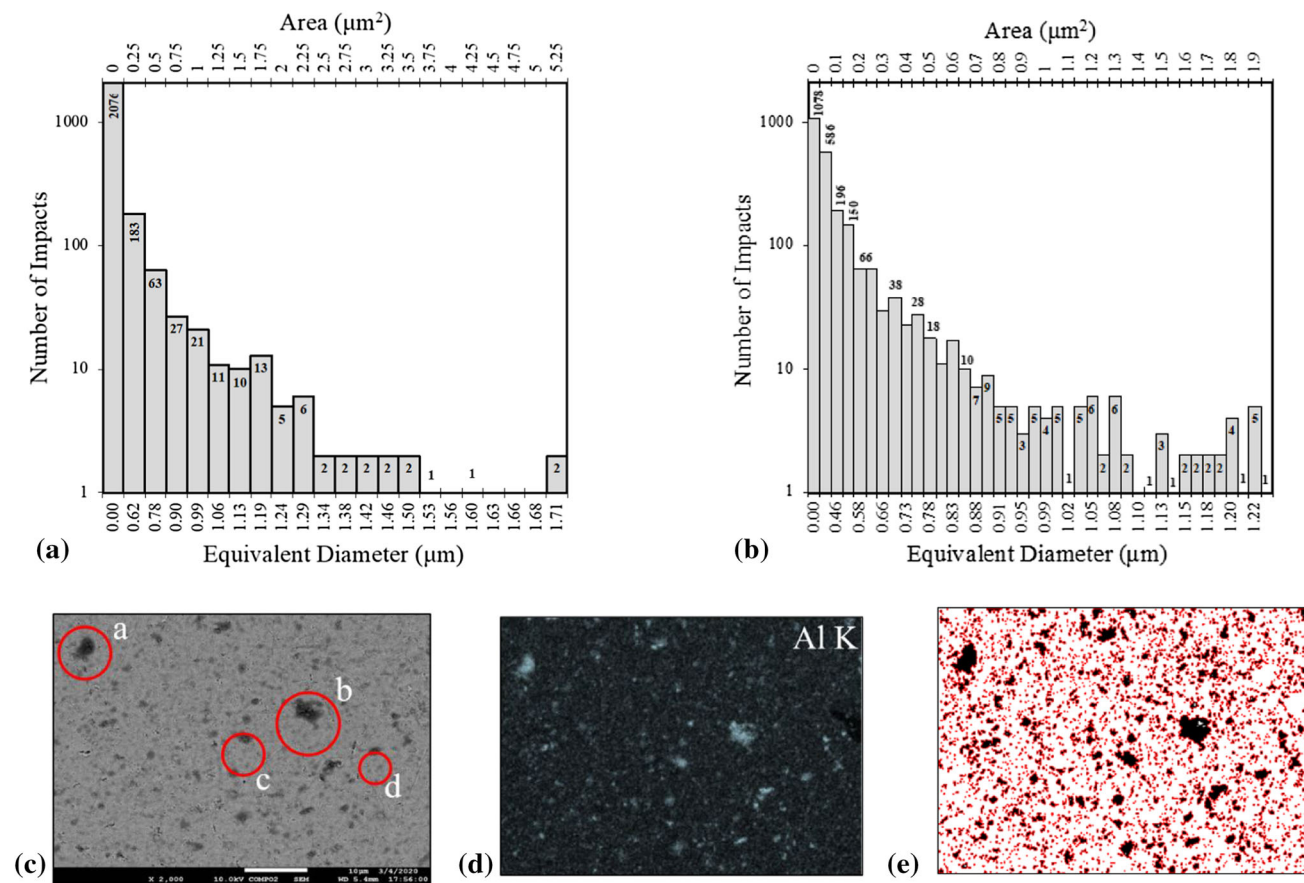 Area (µm²)
0 0.25 0.5 0.75 1 1.25 1.5 1.75 2 2.25 2.5 2.75 3 3.25 3.5 3.75 4 4.25 4.16 4.75 5 5.25
Number of Impacts
1000
100
10
1
2076 183 63 27 21 11 10 13 5 6 2 2 2 2 2 1 1 2
0.00 0.62 0.78 0.90 0.99 1.06 1.13 1.19 1.24 1.29 1.34 1.38 1.42 1.46 1.50 1.53 1.56 1.60 1.63 1.66 1.68 1.71
(a)
Equivalent Diameter (µm)
Area (µm²)
0 0.1 0.2 0.3 0.4 0.5 0.6 0.7 0.8 0.9 1 1.1 1.2 1.3 1.4 1.5 1.6 1.7 1.8 1.9
Number of Impacts
1000
100
10
1
1078 586 196 150 66 38 28 18 10 7 9 5 5 3 5 4 5 1 5 6 2 6 2 1 3 1 2 2 2 2 4 1 5 1
0.00 0.46 0.58 0.66 0.73 0.78 0.83 0.88 0.91 0.95 0.99 1.02 1.05 1.08 1.10 1.13 1.15 1.18 1.20 1.22
(b)
Equivalent Diameter (µm)
a
b
c
d
10µm 3/4/2020
X 2,000 10.0kV COMPO2 SEM WD 5.4mm 17:56:00
(c)
Al K
(d)
(e)